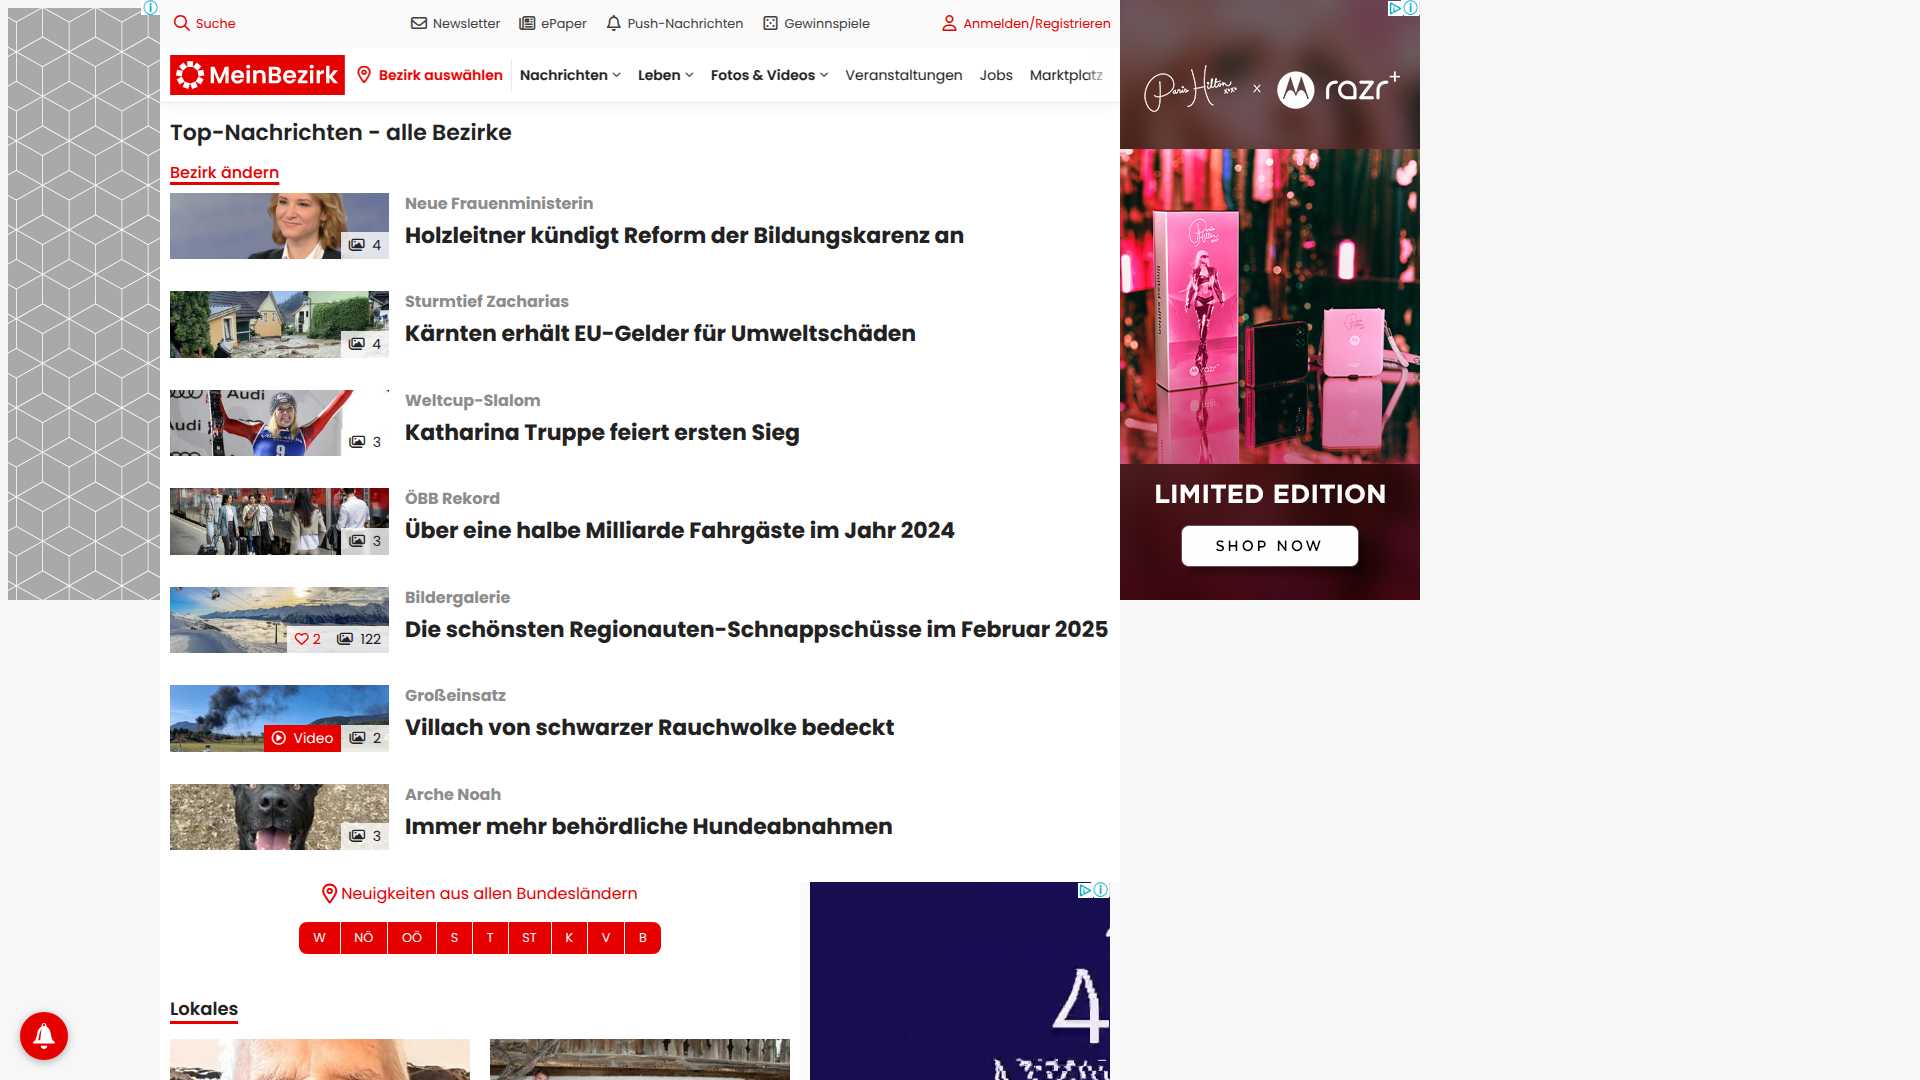 Suche
Newsletter
ePaper
Push-Nachrichten
Gewinnspiele
Anmelden/Registrieren
MeinBezirk
Bezirk auswählen
Nachrichten
Leben
Fotos & Videos
Veranstaltungen
Jobs
Marktplatz
Top-Nachrichten - alle Bezirke
Bezirk ändern
4
Neue Frauenministerin
Holzleitner kündigt Reform der Bildungskarenz an
4
Sturmtief Zacharias
Kärnten erhält EU-Gelder für Umweltschäden
Audi
Audi
9
3
Weltcup-Slalom
Katharina Truppe feiert ersten Sieg
3
ÖBB Rekord
Über eine halbe Milliarde Fahrgäste im Jahr 2024
2
122
Bildergalerie
Die schönsten Regionauten-Schnappschüsse im Februar 2025
Video
2
Großeinsatz
Villach von schwarzer Rauchwolke bedeckt
3
Arche Noah
Immer mehr behördliche Hundeabnahmen
Neuigkeiten aus allen Bundesländern
W
NÖ
OÖ
S
T
ST
K
V
B
Lokales
4
Paris Hilton
x
razr+
razr+
LIMITED EDITION
SHOP NOW